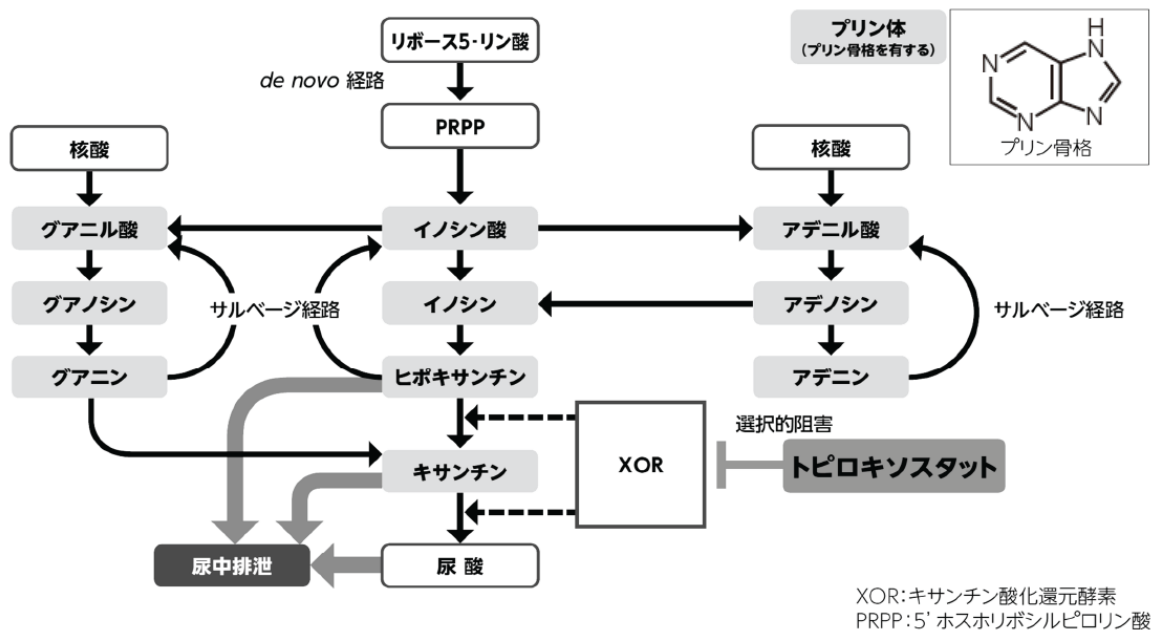 リボース5-リン酸
プリン体
(プリン骨格を有する)
H
N
N
N
N
プリン骨格
de novo 経路
PRPP
核酸
核酸
グアニル酸
イノシン酸
アデニル酸
グアノシン
サルベージ経路
イノシン
アデノシン
サルベージ経路
グアニン
ヒポキサンチン
アデニン
選択的阻害
キサンチン
XOR
トピロキソスタット
尿中排泄
尿 酸
XOR:キサンチン酸化還元酵素
PRPP:5’ホスホリボシルピロリン酸